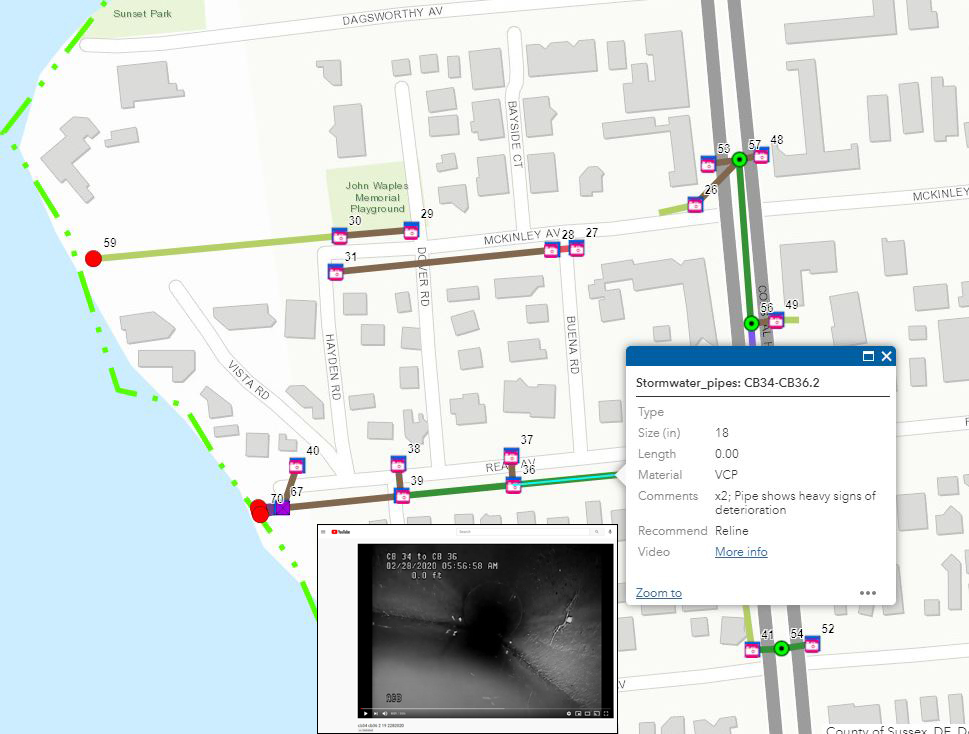 Sunset Park
DAGSWORTHY AV
BAYSIDE CT
57
48
26
MCKINLEY
John Waples
Memorial
Playground
30
29
59
MCKINLEY AV
28
27
31
DOVER RD
56
49
HAYDEN RD
BUENA RD
VISTA RD
Stormwater_pipes: CB34-CB36.2
Type
Size (in) 18
Length 0.00
Material VCP
Comments x2; Pipe shows heavy signs of
deterioration
Recommend Reline
Video More info
Zoom to
40
38
37
36
39
67
70
YouTube
Search
CB 34 to CB 36
02/28/2020 05:56:58 AM
0.0 ft
41
54
52
County of Sussex, DE, D